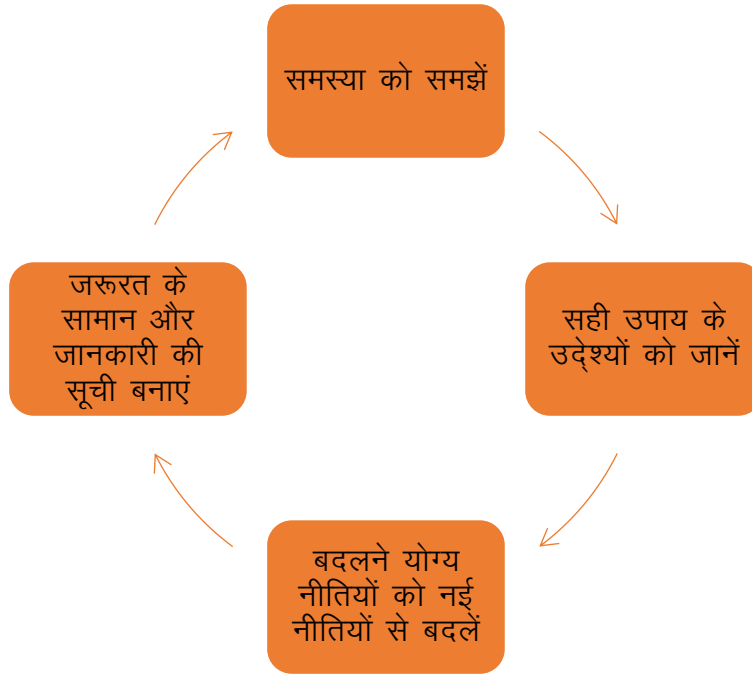 समस्या को समझें
सही उपाय के
उदे्श्यों को जानें
बदलने योग्य
नीतियों को नई
नीतियों से बदलें
जरूरत के
सामान और
जानकारी की
सूची बनाएं